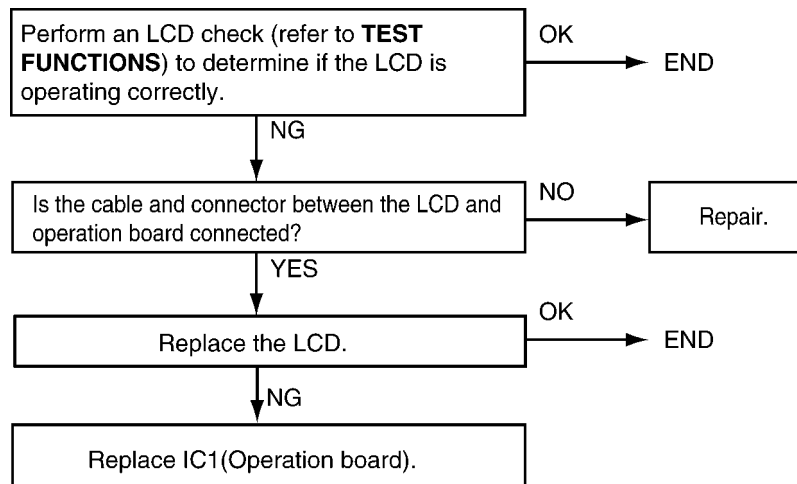 Perform an LCD check (refer to TEST
FUNCTIONS) to determine if the LCD is
operating correctly.
OK
END
NG
Is the cable and connector between the LCD and
operation board connected?
NO
Repair.
YES
Replace the LCD.
OK
END
NG
Replace IC1(Operation board).